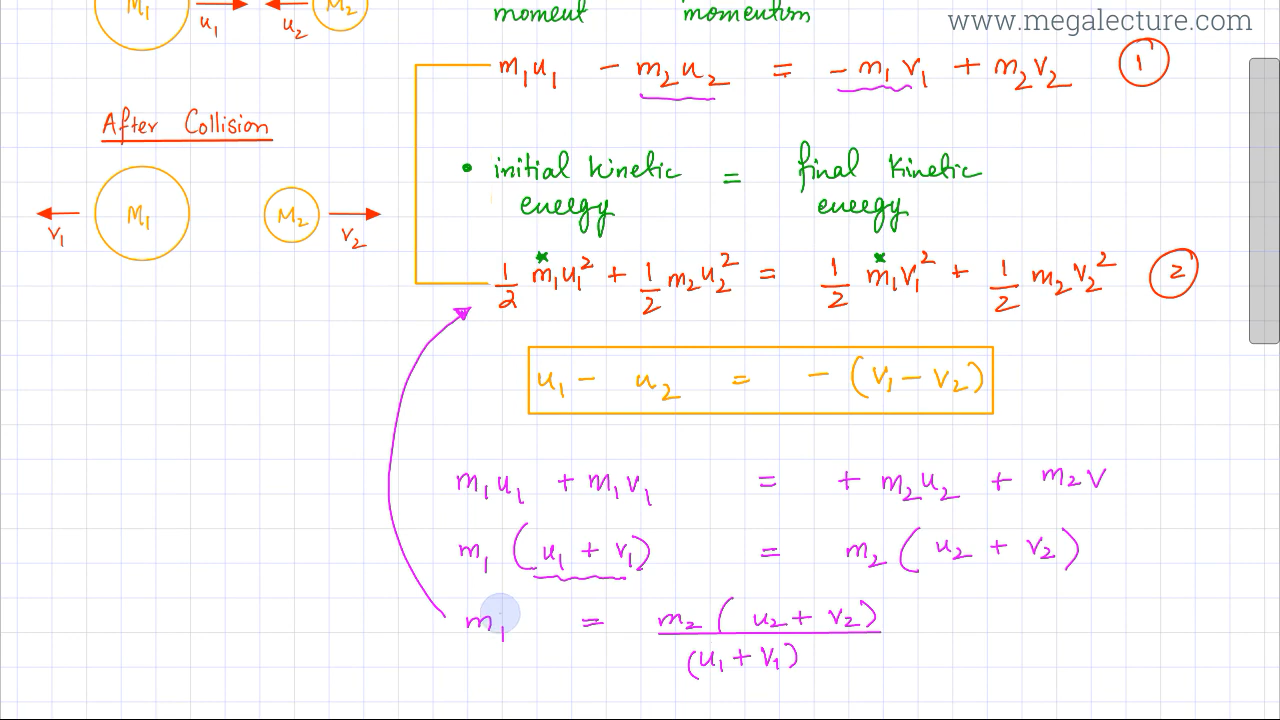 www.megalecture.com
M₁ u₁ u₂ M₂
moment momentum
m₁u₁ - m₂u₂ = -m₁v₁ + m₂v₂ ①
After Collision
• initial kinetic energy = final kinetic energy
M₁ M₂
v₁ v₂
1/2 m₁u₁² + 1/2 m₂u₂² = 1/2 m₁v₁² + 1/2 m₂v₂² ②
u₁ - u₂ = - (v₁ - v₂)
m₁u₁ + m₁v₁ = + m₂u₂ + m₂v
m₁ (u₁ + v₁) = m₂ (u₂ + v₂)
m₁ = m₂ (u₂ + v₂) / (u₁ + v₁)